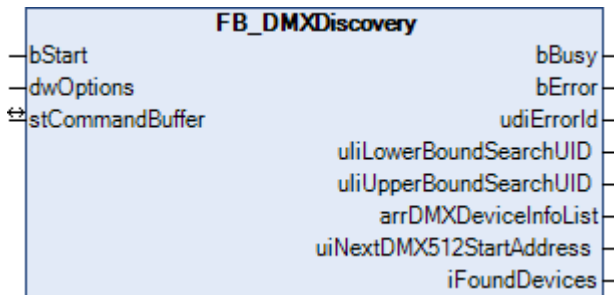 FB_DMXDiscovery
bStart bBusy
dwOptions bError
stCommandBuffer udiErrorId
uliLowerBoundSearchUID
uliUpperBoundSearchUID
arrDMXDeviceInfoList
uiNextDMX512StartAddress
iFoundDevices